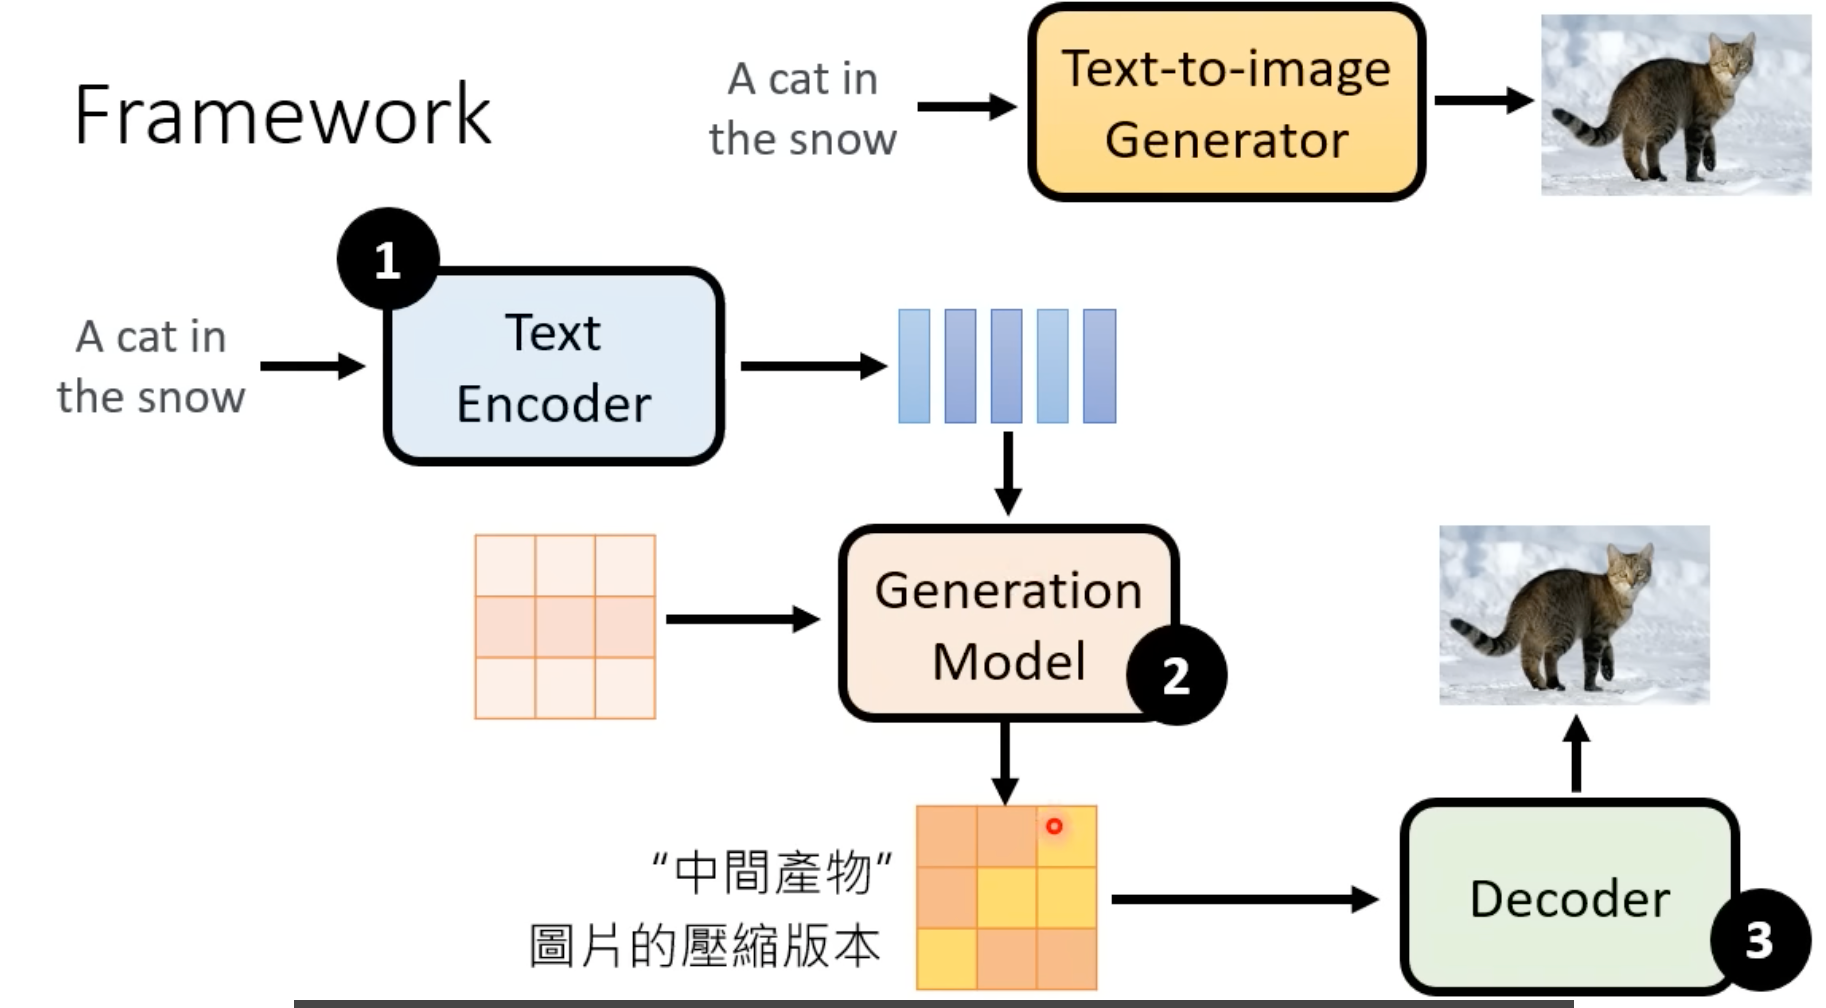 Framework
A cat in
the snow
Text-to-image
Generator
1
A cat in
the snow
Text
Encoder
Generation
Model
2
“中間產物”
圖片的壓縮版本
Decoder
3